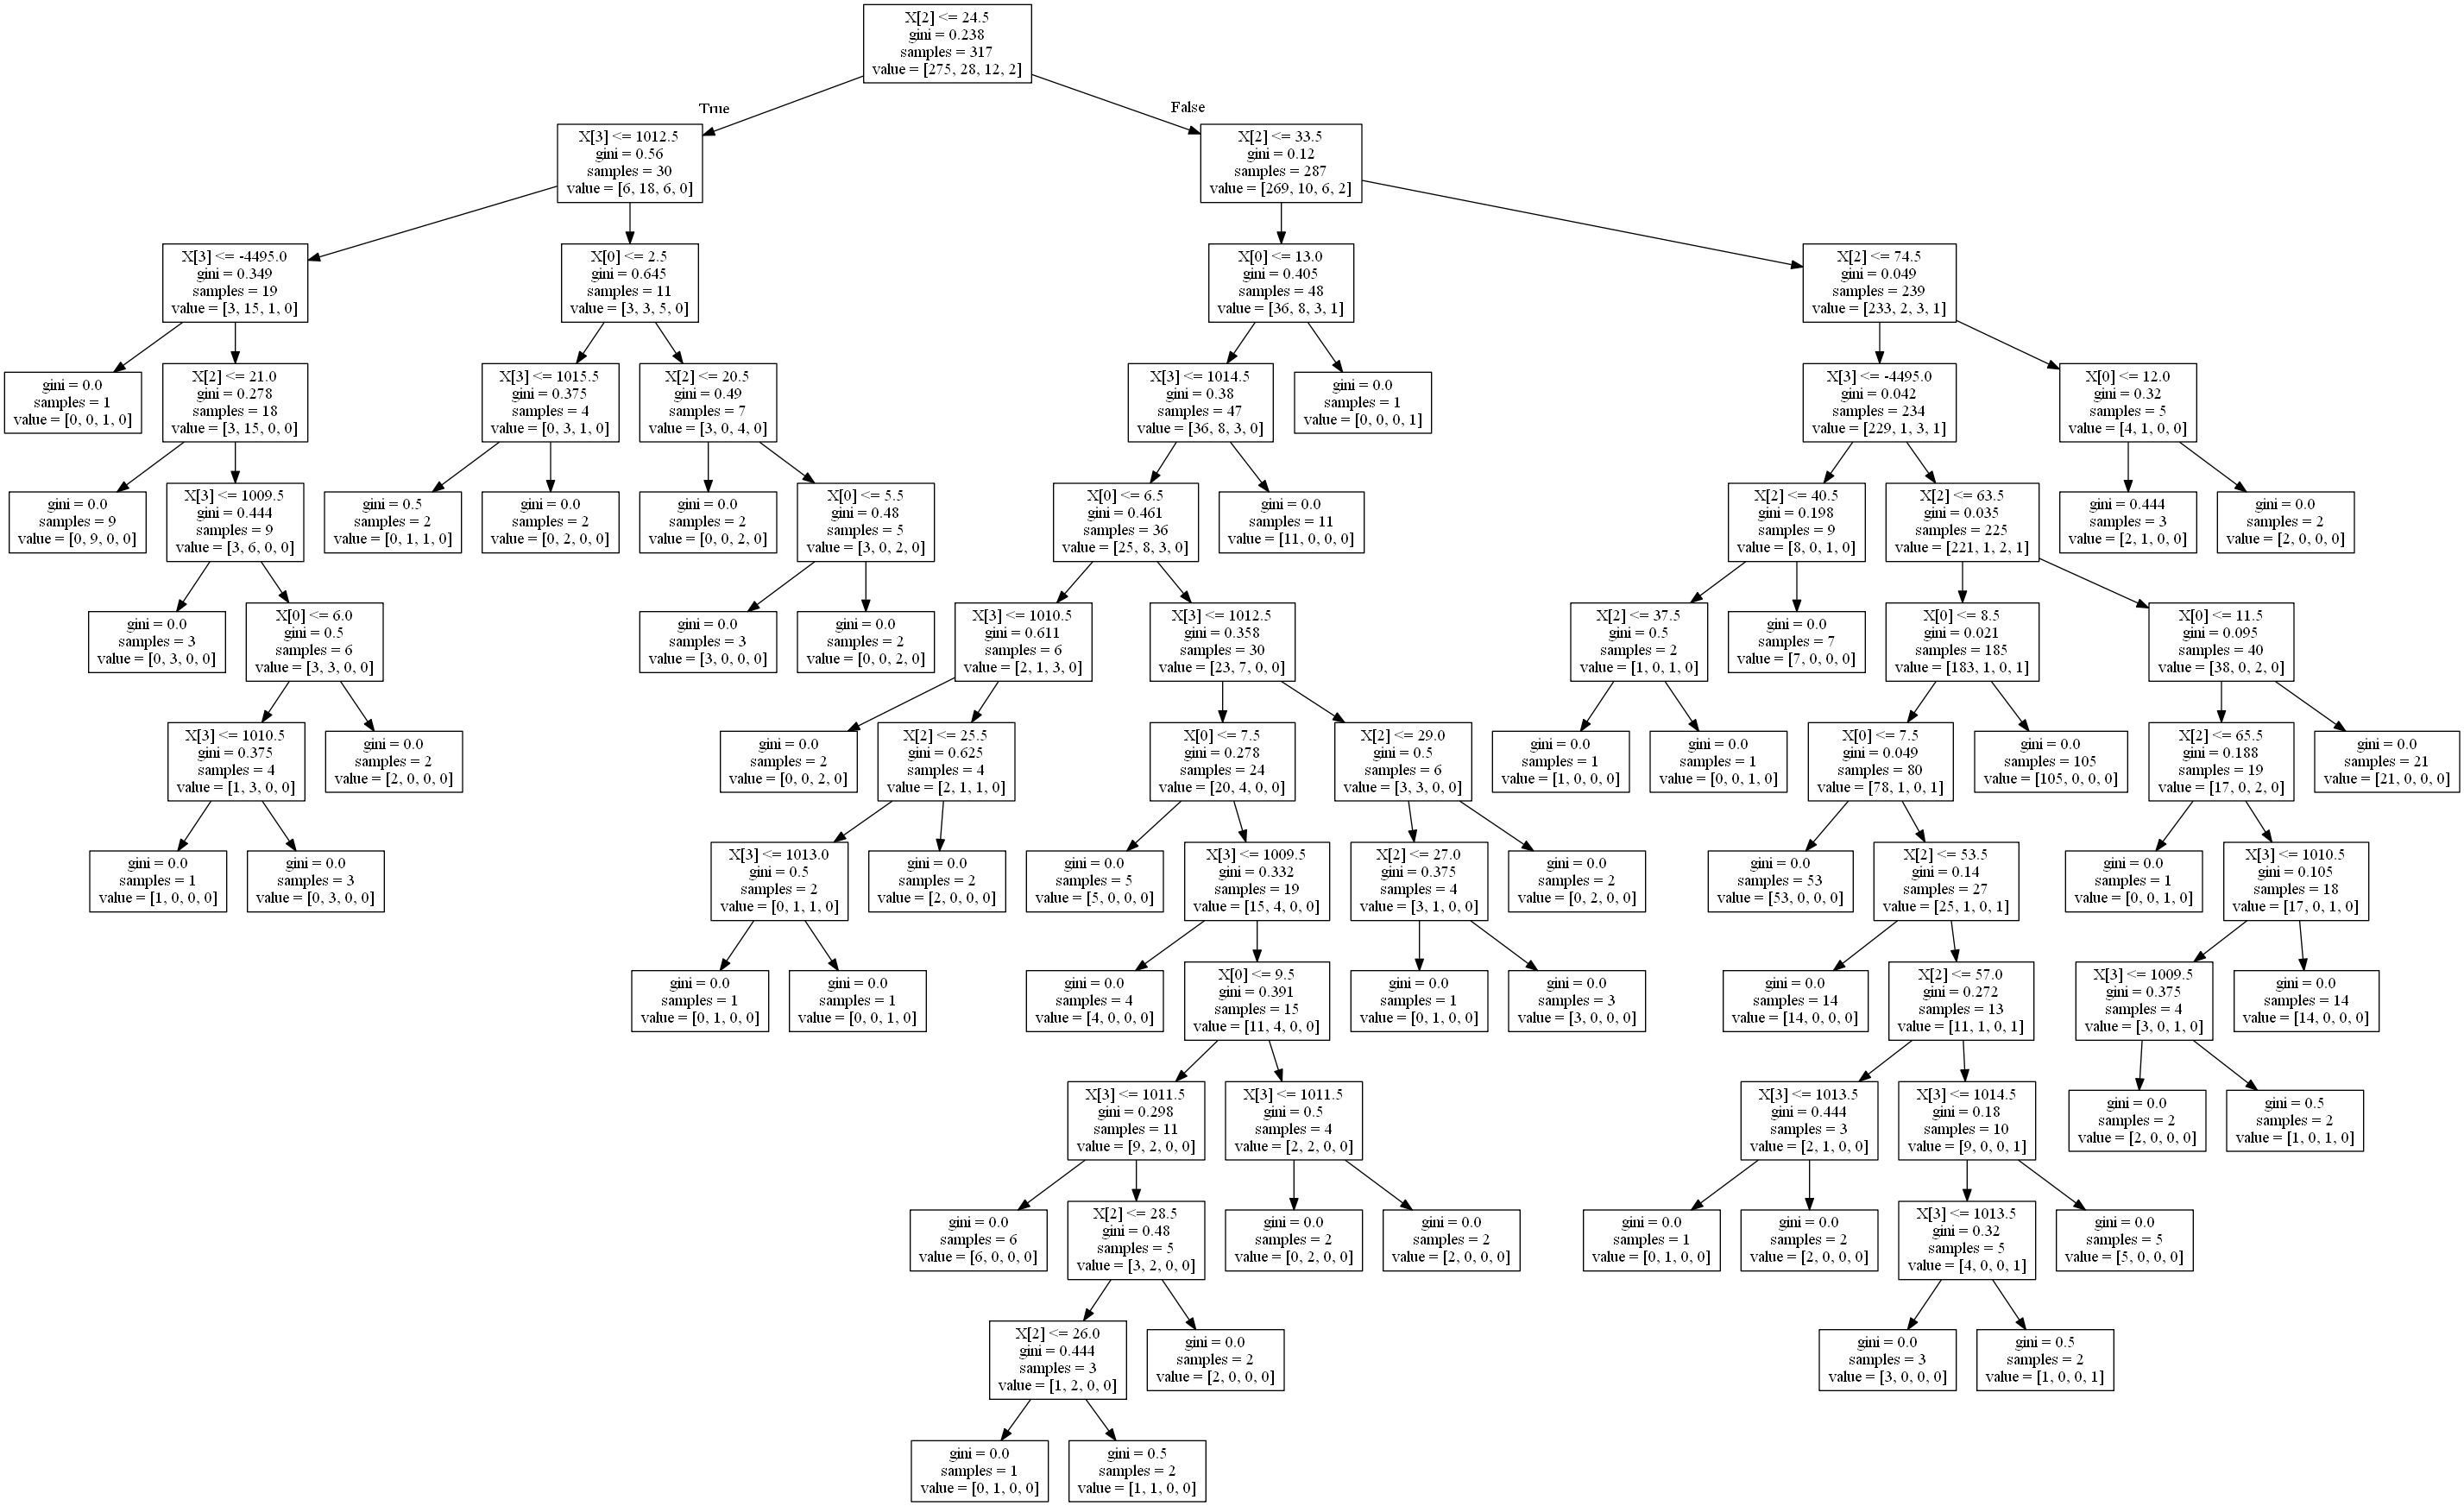 X[2] <= 24.5
gini = 0.238
samples = 317
value = [275, 28, 12, 2]
True
False
X[3] <= 1012.5
gini = 0.56
samples = 30
value = [6, 18, 6, 0]
X[2] <= 33.5
gini = 0.12
samples = 287
value = [269, 10, 6, 2]
X[3] <= -4495.0
gini = 0.349
samples = 19
value = [3, 15, 1, 0]
X[0] <= 2.5
gini = 0.645
samples = 11
value = [3, 3, 5, 0]
X[0] <= 13.0
gini = 0.405
samples = 48
value = [36, 8, 3, 1]
X[2] <= 74.5
gini = 0.049
samples = 239
value = [233, 2, 3, 1]
gini = 0.0
samples = 1
value = [0, 0, 1, 0]
X[2] <= 21.0
gini = 0.278
samples = 18
value = [3, 15, 0, 0]
X[3] <= 1015.5
gini = 0.375
samples = 4
value = [0, 3, 1, 0]
X[2] <= 20.5
gini = 0.49
samples = 7
value = [3, 0, 4, 0]
X[3] <= 1014.5
gini = 0.38
samples = 47
value = [36, 8, 3, 0]
gini = 0.0
samples = 1
value = [0, 0, 0, 1]
X[3] <= -4495.0
gini = 0.042
samples = 234
value = [229, 1, 3, 1]
X[0] <= 12.0
gini = 0.32
samples = 5
value = [4, 1, 0, 0]
gini = 0.0
samples = 9
value = [0, 9, 0, 0]
X[3] <= 1009.5
gini = 0.444
samples = 9
value = [3, 6, 0, 0]
gini = 0.5
samples = 2
value = [0, 1, 1, 0]
gini = 0.0
samples = 2
value = [0, 2, 0, 0]
gini = 0.0
samples = 2
value = [0, 0, 2, 0]
X[0] <= 5.5
gini = 0.48
samples = 5
value = [3, 0, 2, 0]
X[0] <= 6.5
gini = 0.461
samples = 36
value = [25, 8, 3, 0]
gini = 0.0
samples = 11
value = [11, 0, 0, 0]
X[2] <= 40.5
gini = 0.198
samples = 9
value = [8, 0, 1, 0]
X[2] <= 63.5
gini = 0.035
samples = 225
value = [221, 1, 2, 1]
gini = 0.444
samples = 3
value = [2, 1, 0, 0]
gini = 0.0
samples = 2
value = [2, 0, 0, 0]
gini = 0.0
samples = 3
value = [0, 3, 0, 0]
X[0] <= 6.0
gini = 0.5
samples = 6
value = [3, 3, 0, 0]
gini = 0.0
samples = 3
value = [3, 0, 0, 0]
gini = 0.0
samples = 2
value = [0, 0, 2, 0]
X[3] <= 1010.5
gini = 0.611
samples = 6
value = [2, 1, 3, 0]
X[3] <= 1012.5
gini = 0.358
samples = 30
value = [23, 7, 0, 0]
X[2] <= 37.5
gini = 0.5
samples = 2
value = [1, 0, 1, 0]
gini = 0.0
samples = 7
value = [7, 0, 0, 0]
X[0] <= 8.5
gini = 0.021
samples = 185
value = [183, 1, 0, 1]
X[0] <= 11.5
gini = 0.095
samples = 40
value = [38, 0, 2, 0]
X[3] <= 1010.5
gini = 0.375
samples = 4
value = [1, 3, 0, 0]
gini = 0.0
samples = 2
value = [2, 0, 0, 0]
gini = 0.0
samples = 2
value = [0, 0, 2, 0]
X[2] <= 25.5
gini = 0.625
samples = 4
value = [2, 1, 1, 0]
X[0] <= 7.5
gini = 0.278
samples = 24
value = [20, 4, 0, 0]
X[2] <= 29.0
gini = 0.5
samples = 6
value = [3, 3, 0, 0]
gini = 0.0
samples = 1
value = [1, 0, 0, 0]
gini = 0.0
samples = 1
value = [0, 0, 1, 0]
X[0] <= 7.5
gini = 0.049
samples = 80
value = [78, 1, 0, 1]
gini = 0.0
samples = 105
value = [105, 0, 0, 0]
X[2] <= 65.5
gini = 0.188
samples = 19
value = [17, 0, 2, 0]
gini = 0.0
samples = 21
value = [21, 0, 0, 0]
gini = 0.0
samples = 1
value = [1, 0, 0, 0]
gini = 0.0
samples = 3
value = [0, 3, 0, 0]
X[3] <= 1013.0
gini = 0.5
samples = 2
value = [0, 1, 1, 0]
gini = 0.0
samples = 2
value = [2, 0, 0, 0]
gini = 0.0
samples = 5
value = [5, 0, 0, 0]
X[3] <= 1009.5
gini = 0.332
samples = 19
value = [15, 4, 0, 0]
X[2] <= 27.0
gini = 0.375
samples = 4
value = [3, 1, 0, 0]
gini = 0.0
samples = 2
value = [0, 2, 0, 0]
gini = 0.0
samples = 53
value = [53, 0, 0, 0]
X[2] <= 53.5
gini = 0.14
samples = 27
value = [25, 1, 0, 1]
gini = 0.0
samples = 1
value = [0, 0, 1, 0]
X[3] <= 1010.5
gini = 0.105
samples = 18
value = [17, 0, 1, 0]
gini = 0.0
samples = 1
value = [0, 1, 0, 0]
gini = 0.0
samples = 1
value = [0, 0, 1, 0]
gini = 0.0
samples = 4
value = [4, 0, 0, 0]
X[0] <= 9.5
gini = 0.391
samples = 15
value = [11, 4, 0, 0]
gini = 0.0
samples = 1
value = [0, 1, 0, 0]
gini = 0.0
samples = 3
value = [3, 0, 0, 0]
gini = 0.0
samples = 14
value = [14, 0, 0, 0]
X[2] <= 57.0
gini = 0.272
samples = 13
value = [11, 1, 0, 1]
X[3] <= 1009.5
gini = 0.375
samples = 4
value = [3, 0, 1, 0]
gini = 0.0
samples = 14
value = [14, 0, 0, 0]
X[3] <= 1011.5
gini = 0.298
samples = 11
value = [9, 2, 0, 0]
X[3] <= 1011.5
gini = 0.5
samples = 4
value = [2, 2, 0, 0]
X[3] <= 1013.5
gini = 0.444
samples = 3
value = [2, 1, 0, 0]
X[3] <= 1014.5
gini = 0.18
samples = 10
value = [9, 0, 0, 1]
gini = 0.0
samples = 2
value = [2, 0, 0, 0]
gini = 0.5
samples = 2
value = [1, 0, 1, 0]
gini = 0.0
samples = 6
value = [6, 0, 0, 0]
X[2] <= 28.5
gini = 0.48
samples = 5
value = [3, 2, 0, 0]
gini = 0.0
samples = 2
value = [0, 2, 0, 0]
gini = 0.0
samples = 2
value = [2, 0, 0, 0]
gini = 0.0
samples = 1
value = [0, 1, 0, 0]
gini = 0.0
samples = 2
value = [2, 0, 0, 0]
X[3] <= 1013.5
gini = 0.32
samples = 5
value = [4, 0, 0, 1]
gini = 0.0
samples = 5
value = [5, 0, 0, 0]
X[2] <= 26.0
gini = 0.444
samples = 3
value = [1, 2, 0, 0]
gini = 0.0
samples = 2
value = [2, 0, 0, 0]
gini = 0.0
samples = 3
value = [3, 0, 0, 0]
gini = 0.5
samples = 2
value = [1, 0, 0, 1]
gini = 0.0
samples = 1
value = [0, 1, 0, 0]
gini = 0.5
samples = 2
value = [1, 1, 0, 0]